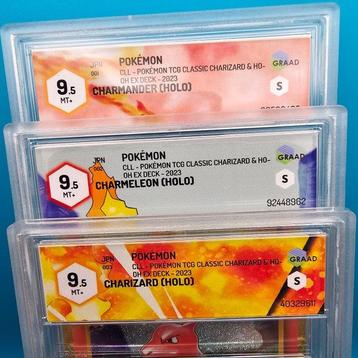 JPN
001
POKÉMON
CLL - POKÉMON TCG CLASSIC CHARIZARD & HO-
OH EX DECK - 2023
CHARMANDER (HOLO)
9.5
MT+
GRAAD
S
JPN
002
POKÉMON
CLL - POKÉMON TCG CLASSIC CHARIZARD & HO-
OH EX DECK - 2023
CHARMELEON (HOLO)
9.5
MT+
GRAAD
S
92448962
JPN
003
POKÉMON
CLL - POKÉMON TCG CLASSIC CHARIZARD & HO-
OH EX DECK - 2023
CHARIZARD (HOLO)
9.5
MT+
GRAAD
S
40329611